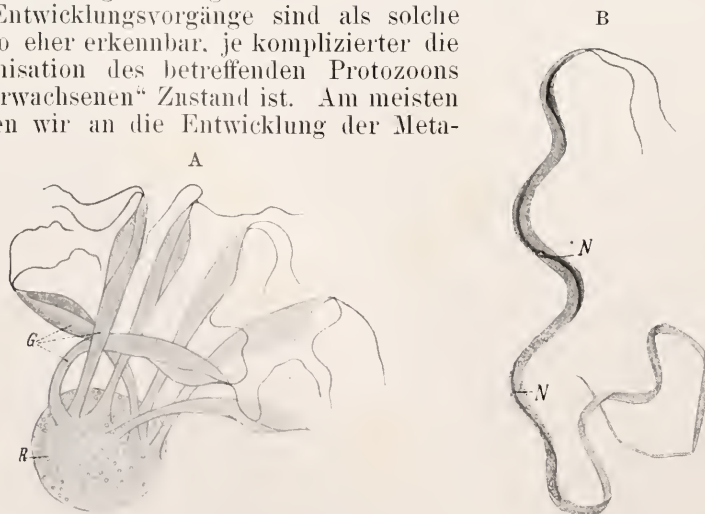 Entwicklungsvorgänge sind als solche
o eher erkennbar, je komplizierter die
nisation des betreffenden Protozoons
rwachsenen“ Zustand ist. Am meisten
en wir an die Entwicklung der Meta-
A
B
G
R
N
N